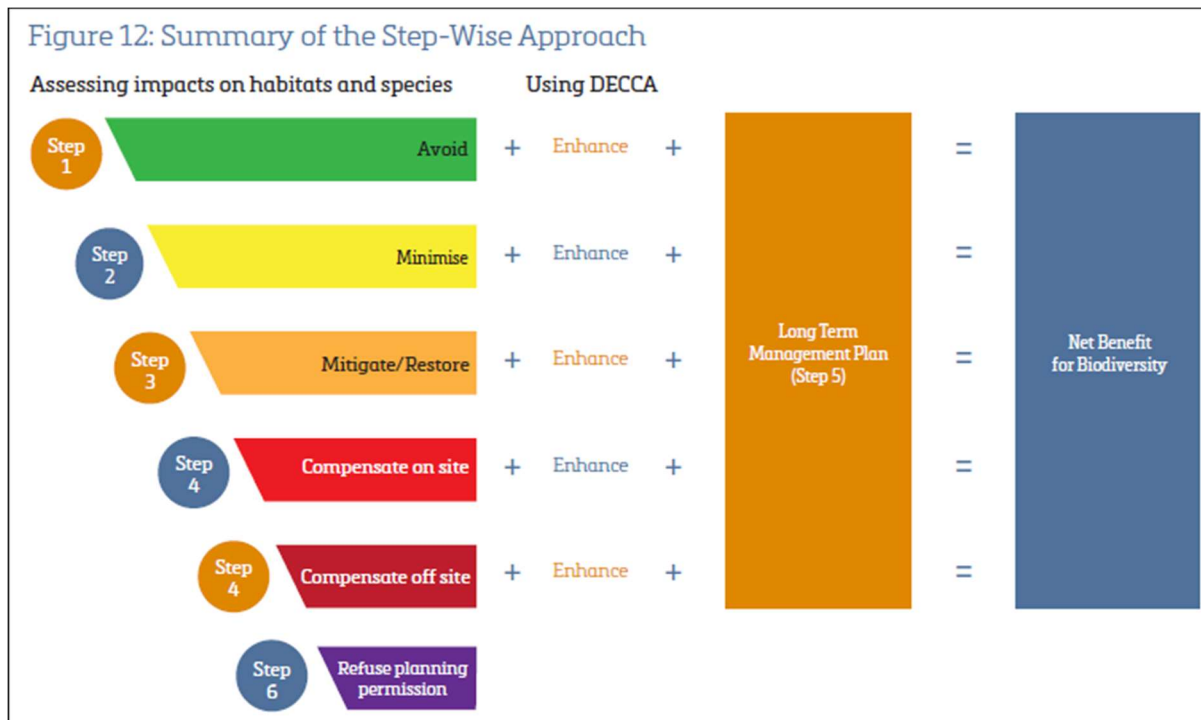 Figure 12: Summary of the Step-Wise Approach
Assessing impacts on habitats and species
Using DECCA
Step
1
Avoid
+
Enhance
+
=
Step
2
Minimise
+
Enhance
+
=
Step
3
Mitigate/Restore
+
Enhance
+
Long Term
Management Plan
(Step 5)
=
Net Benefit
for Biodiversity
Step
4
Compensate on site
+
Enhance
+
=
Step
4
Compensate off site
+
Enhance
+
=
Step
6
Refuse planning
permission